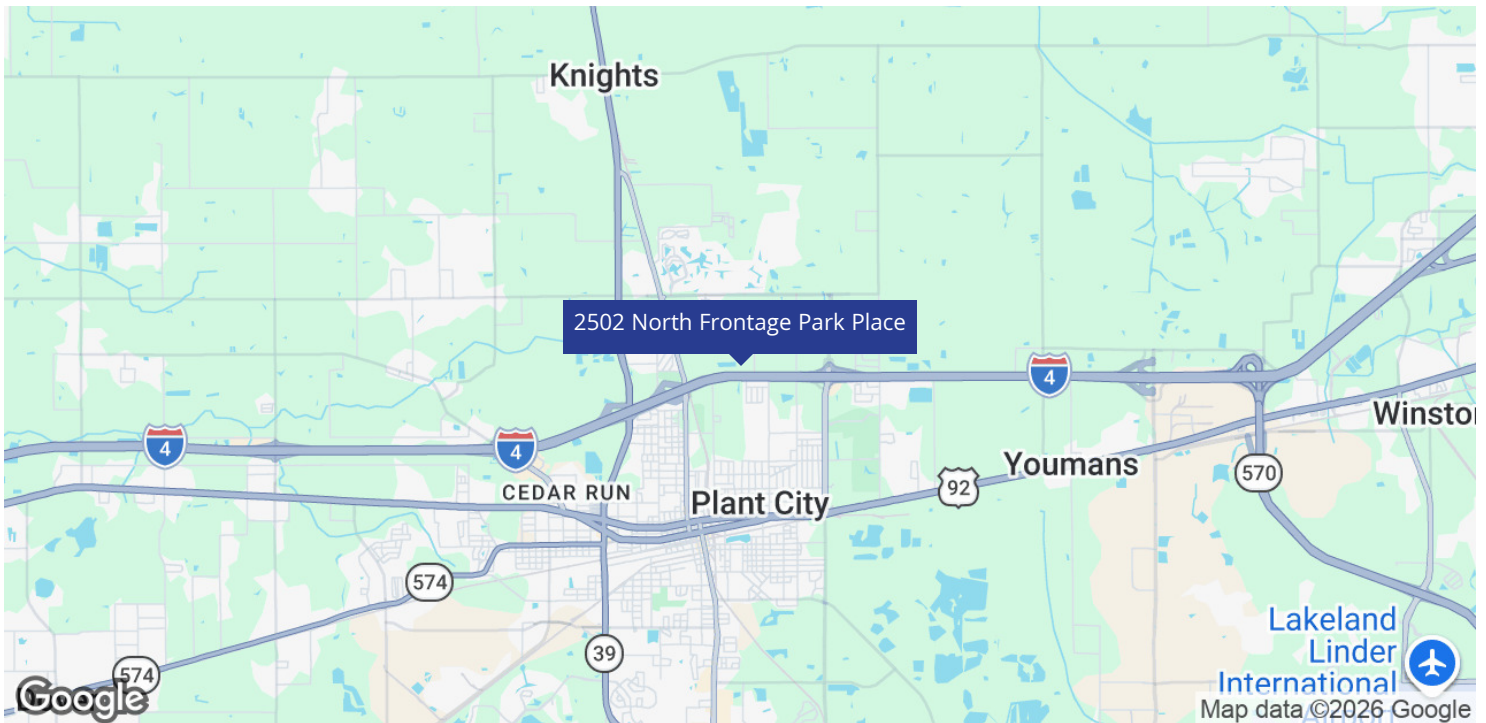 Knights
2502 North Frontage Park Place
4
4
4
Winsto
Youmans
92
570
CEDAR RUN
Plant City
574
39
574
Lakeland
Linder
International
Google
Map data ©2026 Google